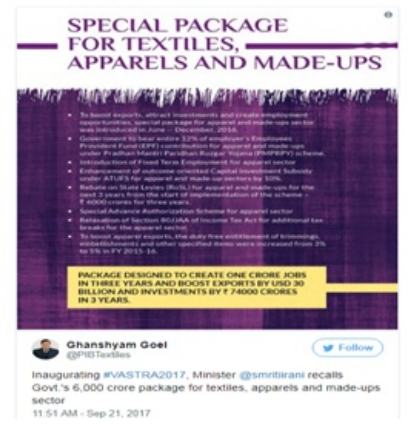 SPECIAL PACKAGE
FOR TEXTILES,
APPARELS AND MADE-UPS
To boost exports, attract investments and create employment
opportunities, special package for apparel and made-ups sector
was introduced in June – December, 2016.
Government to bear entire 12% of employer's Employees
Provident Fund (EPF) contribution for apparel and made-ups
under Pradhan Mantri Paridhan Rozgar Yojana (PMPRPY) scheme.
Introduction of Fixed Term Employment for apparel sector
Enhancement of outcome oriented Capital Investment Subsidy
under ATUFS for apparel and made-up sectors by 10%.
Rebate on State Levies (RoSL) for apparel and made-ups for the
next 3 years from the start of implementation of the scheme –
₹ 4000 crores for three years.
Special Advance Authorization Scheme for apparel sector
Relaxation of Section 80JJAA of Income Tax Act for additional tax
breaks for the apparel sector.
To boost apparel exports, the duty free entitlement of trimmings,
embellishments and other specified items were increased from 3%
to 5% in FY 2015-16.
PACKAGE DESIGNED TO CREATE ONE CRORE JOBS
IN THREE YEARS AND BOOST EXPORTS BY USD 30
BILLION AND INVESTMENTS BY ₹ 74000 CRORES
IN 3 YEARS.
Ghanshyam Goel
@PIBTextiles
Follow
Inaugurating #VASTRA2017, Minister @smritiirani recalls
Govt.'s 6,000 crore package for textiles, apparels and made-ups
sector
11:51 AM - Sep 21, 2017